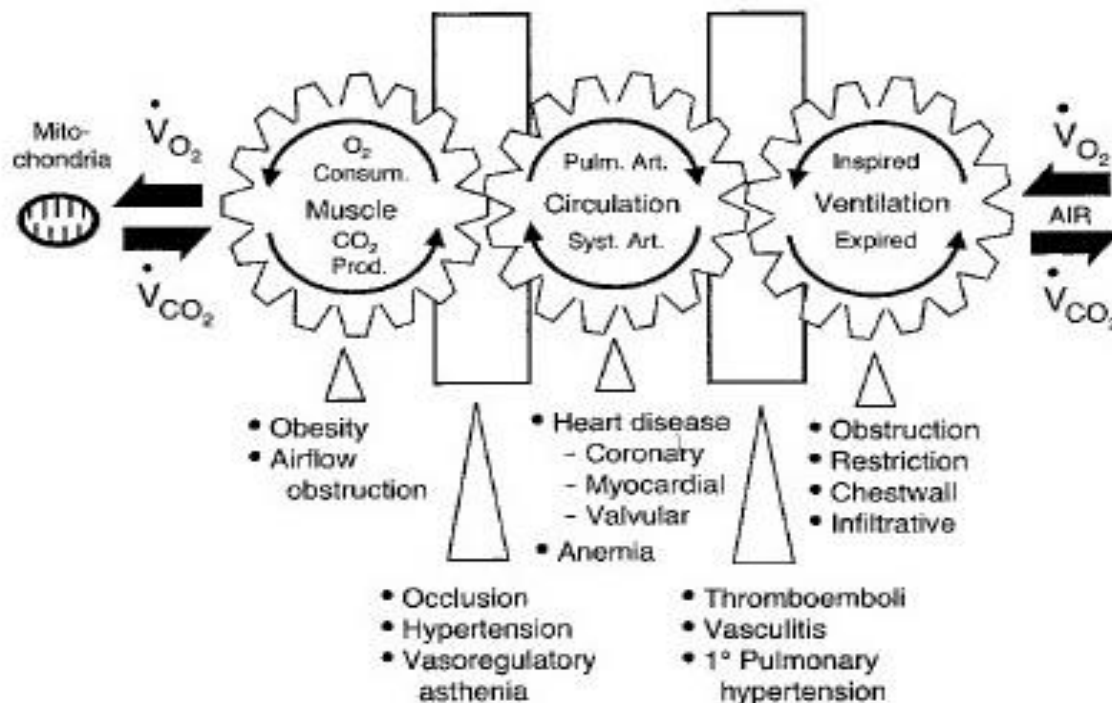 Mito-
chondria
V̇O₂
V̇CO₂
O₂
Consum.
Muscle
CO₂
Prod.
Pulm. Art.
Circulation
Syst. Art.
Inspired
Ventilation
Expired
V̇O₂
AIR
V̇CO₂
• Obesity
• Airflow
obstruction
• Heart disease
- Coronary
- Myocardial
- Valvular
• Anemia
• Obstruction
• Restriction
• Chestwall
• Infiltrative
• Occlusion
• Hypertension
• Vasoregulatory
asthenia
• Thromboemboli
• Vasculitis
• 1° Pulmonary
hypertension